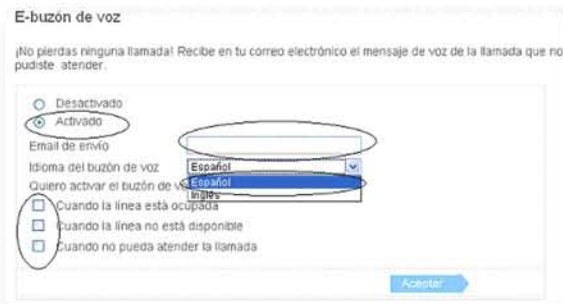 E-buzón de voz
¡No pierdas ninguna llamada! Recibe en tu correo electrónico el mensaje de voz de la llamada que no
pudiste atender.
Desactivado
Activado
Email de envío
Idioma del buzón de voz Español
Quiero activar el buzón de Español
Inglés
Cuando la línea está ocupada
Cuando la línea no está disponible
Cuando no pueda atender la llamada
Aceptar